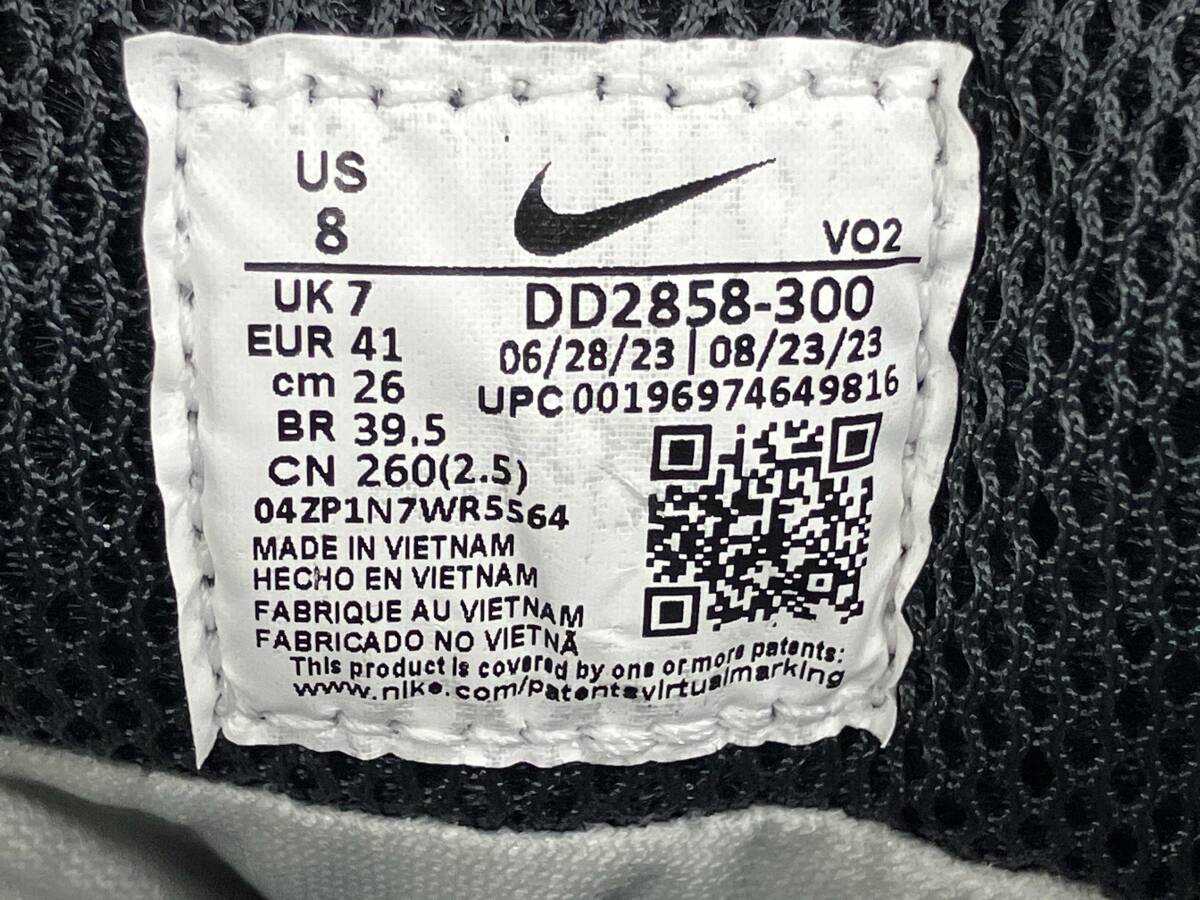 US
8
VO2
UK 7
EUR 41
cm 26
BR 39.5
CN 260(2.5)
DD2858-300
06/28/23 | 08/23/23
UPC 00196974649816
04ZP1N7WR5S64
MADE IN VIETNAM
HECHO EN VIETNAM
FABRIQUE AU VIETNAM
FABRICADO NO VIETNÃ
This product is covered by one or more patents:
www.nike.com/patentsvirtualmarking